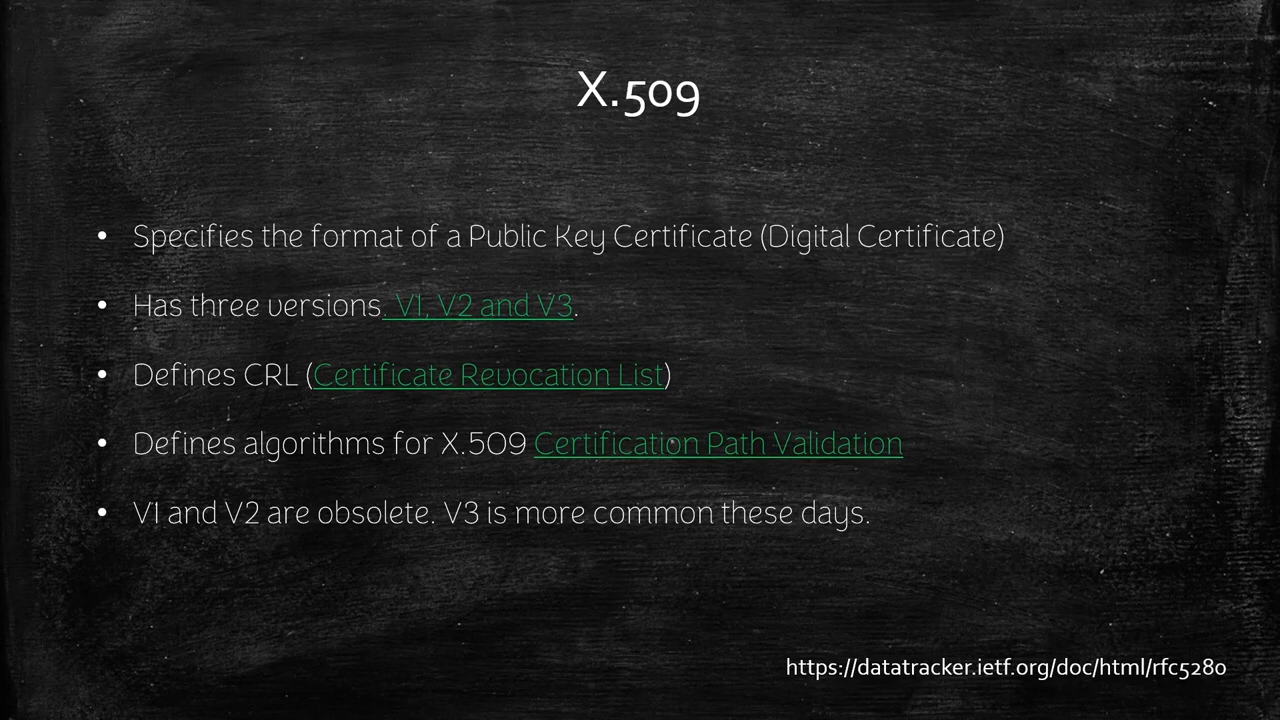 X.509
• Specifies the format of a Public Key Certificate (Digital Certificate)
• Has three versions. V1, V2 and V3.
• Defines CRL (Certificate Revocation List)
• Defines algorithms for X.509 Certification Path Validation
• V1 and V2 are obsolete. V3 is more common these days.
https://datatracker.ietf.org/doc/html/rfc5280